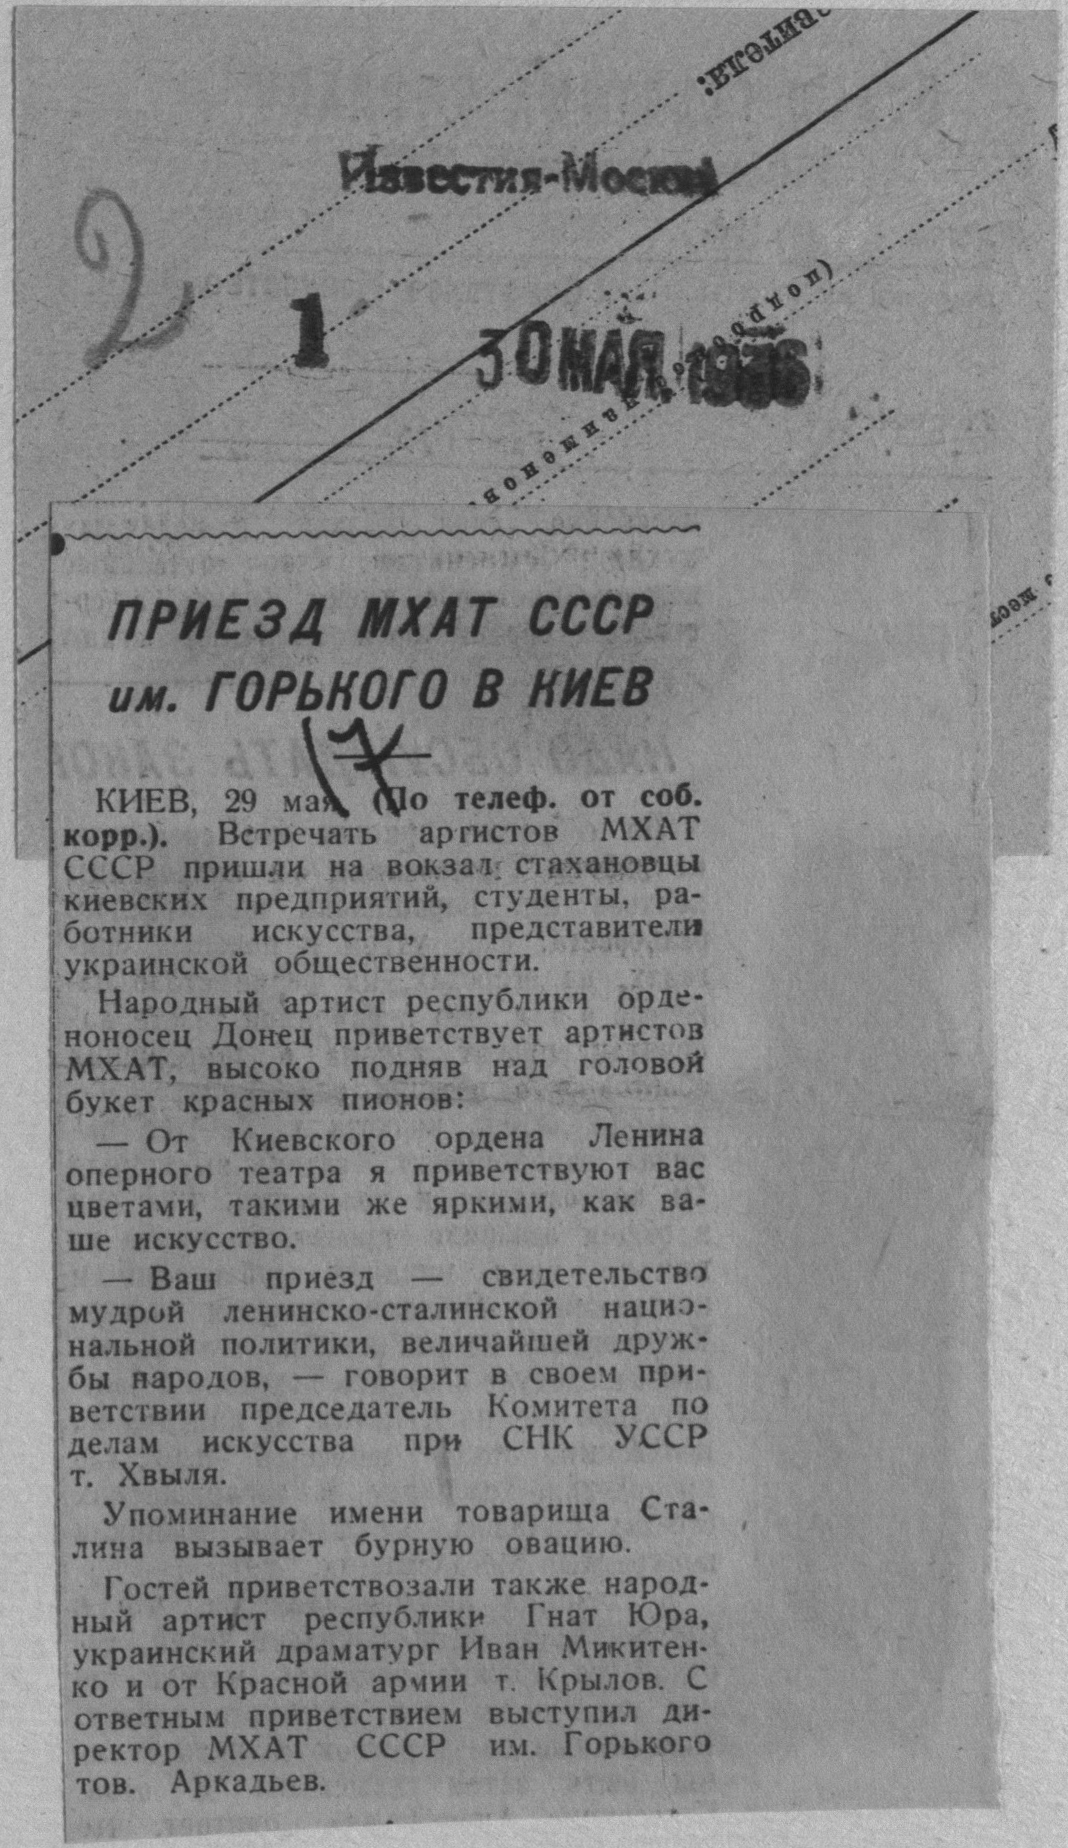 вителя:
Известия-Москва
2
1
30 МАЯ. 1936
ПРИЕЗД МХАТ СССР
им. ГОРЬКОГО В КИЕВ
17
КИЕВ, 29 мая. (По телеф. от соб.
корр.). Встречать артистов МХАТ
СССР пришли на вокзал стахановцы
киевских предприятий, студенты, ра-
ботники искусства, представители
украинской общественности.
Народный артист республики орде-
ноносец Донец приветствует артистов
МХАТ, высоко подняв над головой
букет красных пионов:
— От Киевского ордена Ленина
оперного театра я приветствуют вас
цветами, такими же яркими, как ва-
ше искусство.
— Ваш приезд — свидетельство
мудрой ленинско-сталинской нацио-
нальной политики, величайшей друж-
бы народов, — говорит в своем при-
ветствии председатель Комитета по
делам искусства при СНК УССР
т. Хвыля.
Упоминание имени товарища Ста-
лина вызывает бурную овацию.
Гостей приветствозали также народ-
ный артист республики Гнат Юра,
украинский драматург Иван Микитен-
ко и от Красной армии т. Крылов. С
ответным приветствием выступил ди-
ректор МХАТ СССР им. Горького
тов. Аркадьев.